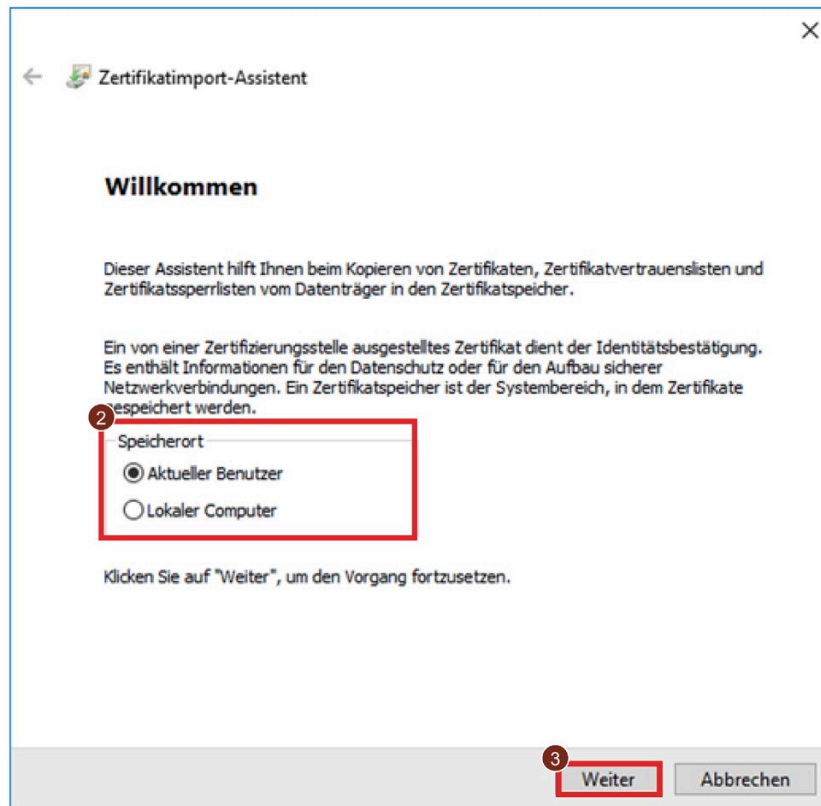 Zertifikatimport-Assistent
Willkommen
Dieser Assistent hilft Ihnen beim Kopieren von Zertifikaten, Zertifikatvertrauenslisten und
Zertifikatssperrlisten vom Datenträger in den Zertifikatspeicher.
Ein von einer Zertifizierungsstelle ausgestelltes Zertifikat dient der Identitätsbestätigung.
Es enthält Informationen für den Datenschutz oder für den Aufbau sicherer
Netzwerkverbindungen. Ein Zertifikatspeicher ist der Systembereich, in dem Zertifikate
gespeichert werden.
2
Speicherort
Aktueller Benutzer
Lokaler Computer
Klicken Sie auf "Weiter", um den Vorgang fortzusetzen.
3
Weiter Abbrechen